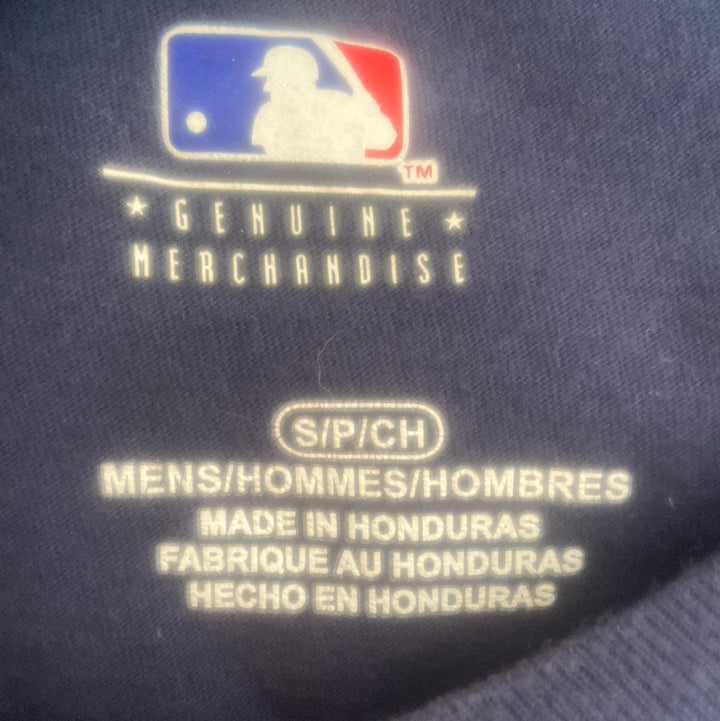 TM
★ GENUINE ★
MERCHANDISE
S/P/CH
MENS/HOMMES/HOMBRES
MADE IN HONDURAS
FABRIQUE AU HONDURAS
HECHO EN HONDURAS